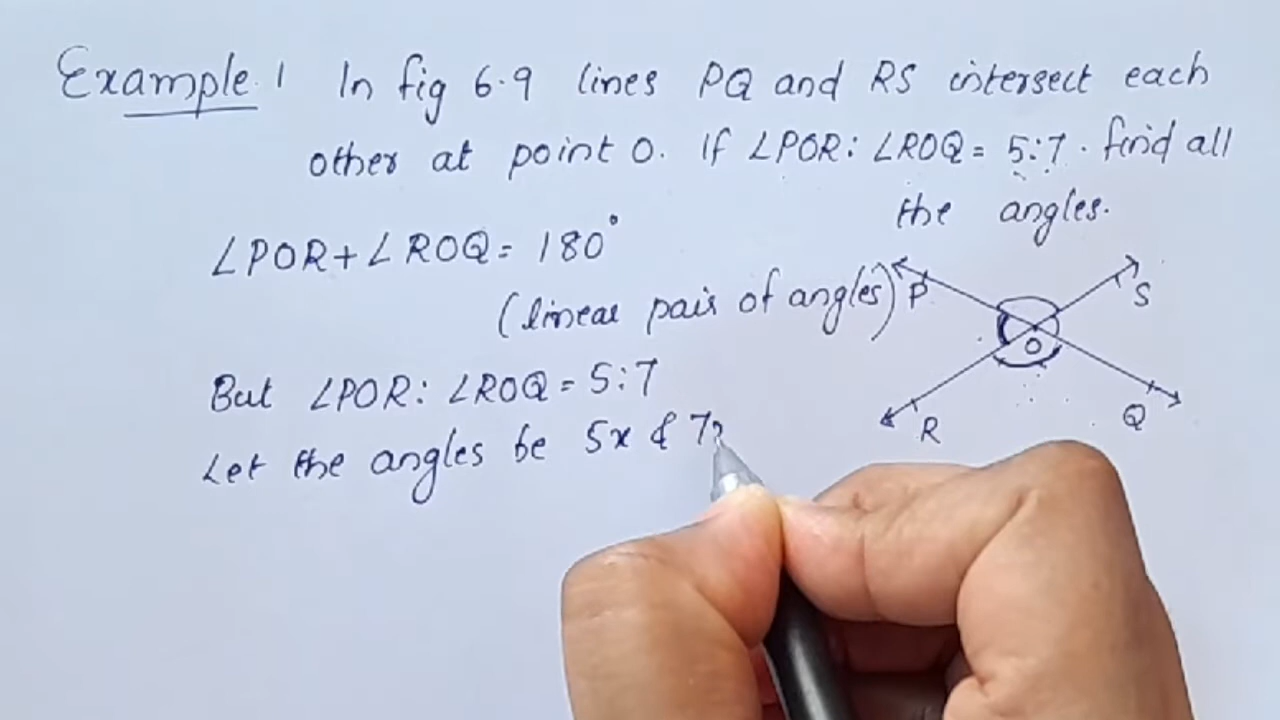 Example.1 In fig 6.9 lines PQ and RS intersect each
other at point O. If ∠POR: ∠ROQ = 5:7. find all
the angles.
∠POR + ∠ROQ = 180°
(linear pair of angles)
P
S
O
But ∠POR: ∠ROQ = 5:7
R
Q
Let the angles be 5x & 7